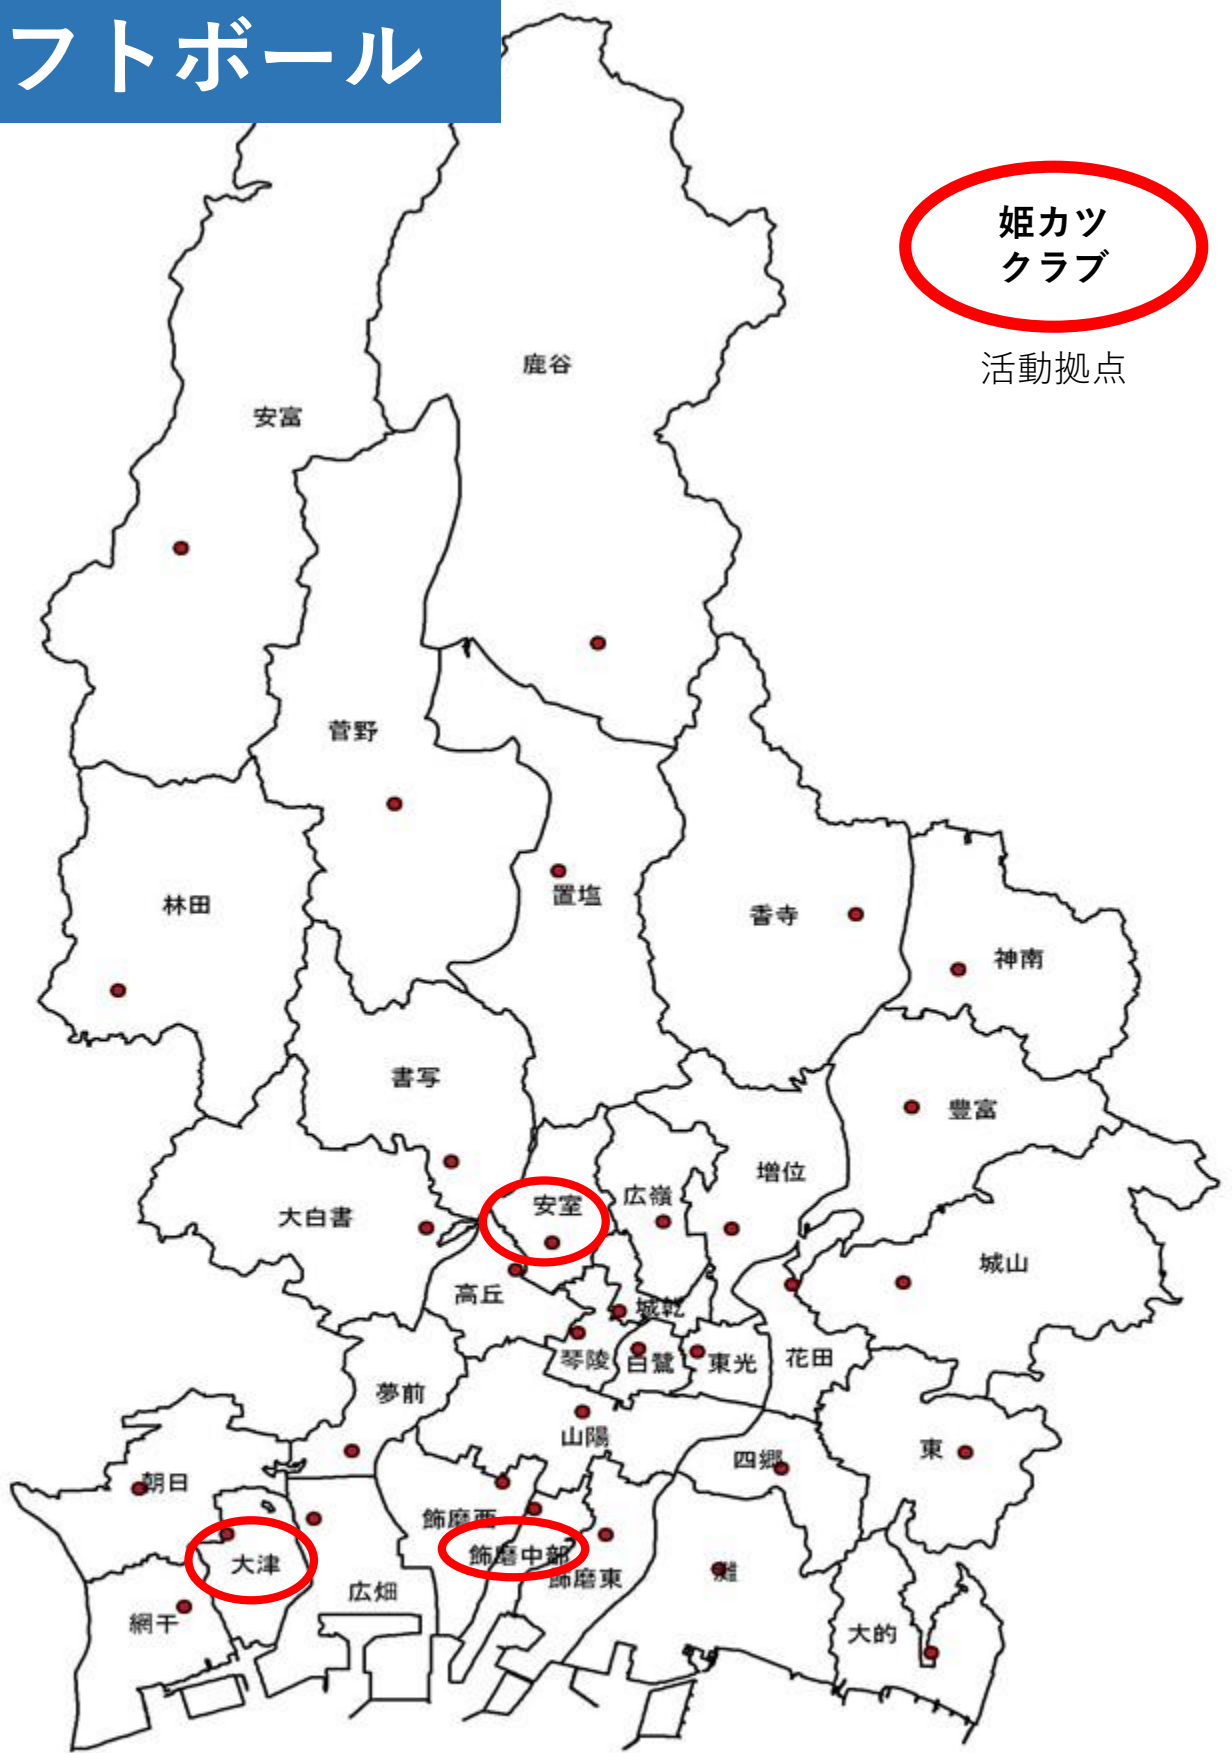 フトボール
姫カツ
クラブ
活動拠点
鹿谷
安富
菅野
林田
置塩
香寺
神南
書写
豊富
増位
大白書
安室
広嶺
城山
高丘
城乾
琴陵
白鷺
東光
花田
夢前
山陽
四郷
東
朝日
飾磨西
大津
飾磨中部
飾磨東
広畑
灘
網干
大的